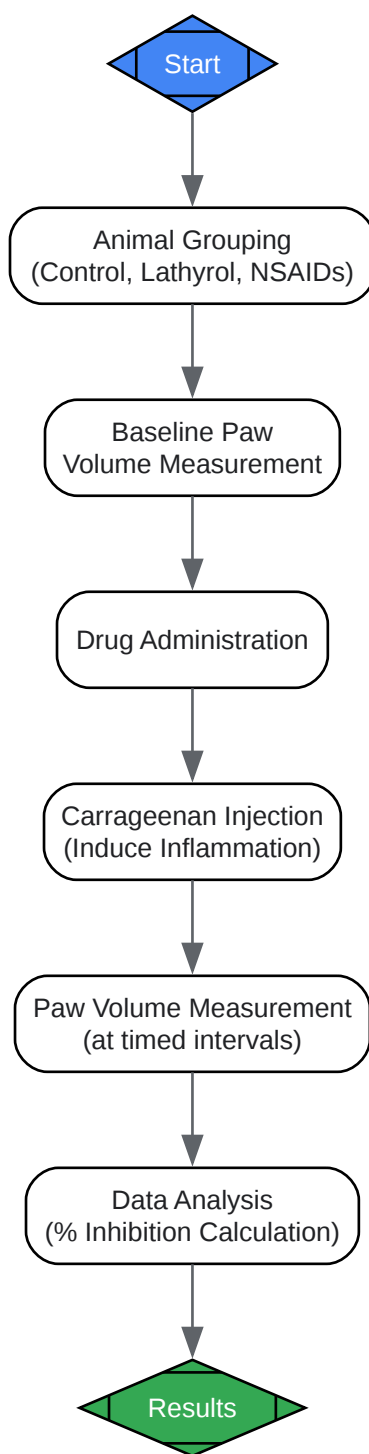 Start
Animal Grouping
(Control, Lathyrol, NSAIDs)
Baseline Paw
Volume Measurement
Drug Administration
Carrageenan Injection
(Induce Inflammation)
Paw Volume Measurement
(at timed intervals)
Data Analysis
(% Inhibition Calculation)
Results